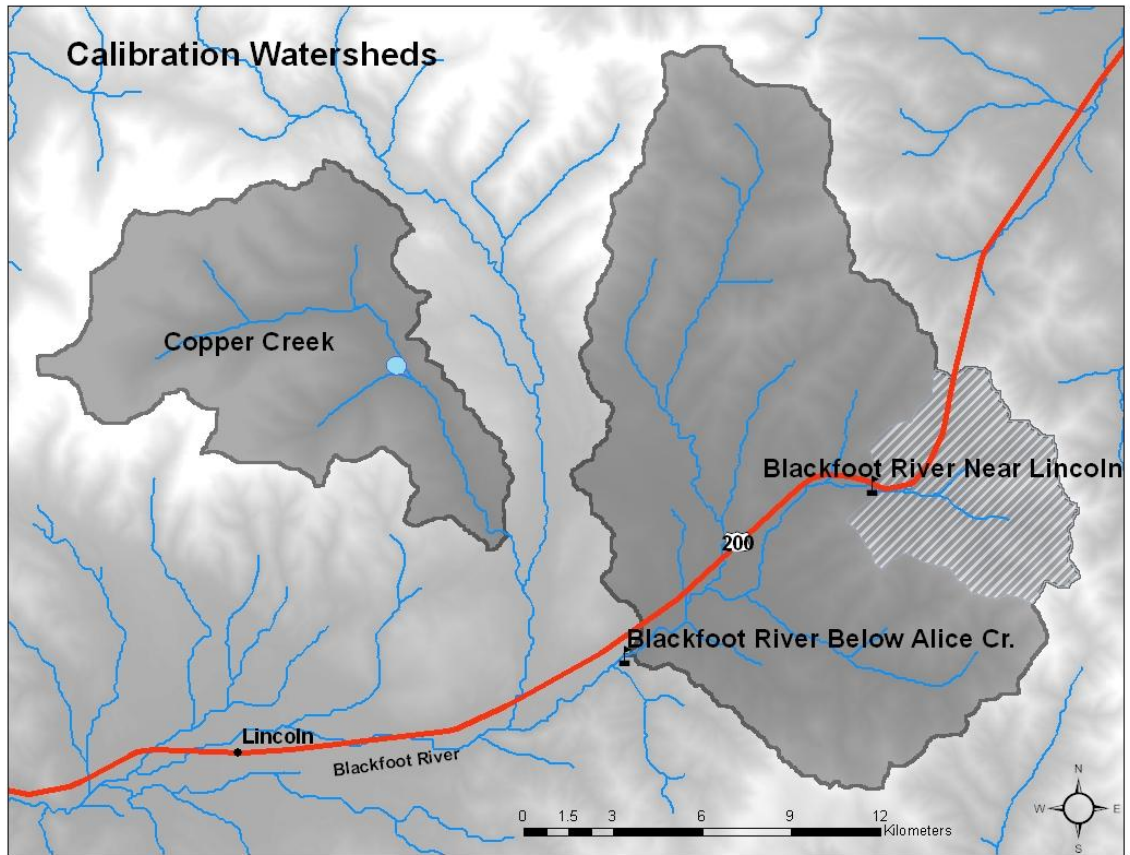 Calibration Watersheds
Copper Creek
Blackfoot River Near Lincoln
200
Blackfoot River Below Alice Cr.
Lincoln
Blackfoot River
N
W E
S
0 1.5 3 6 9 12
Kilometers